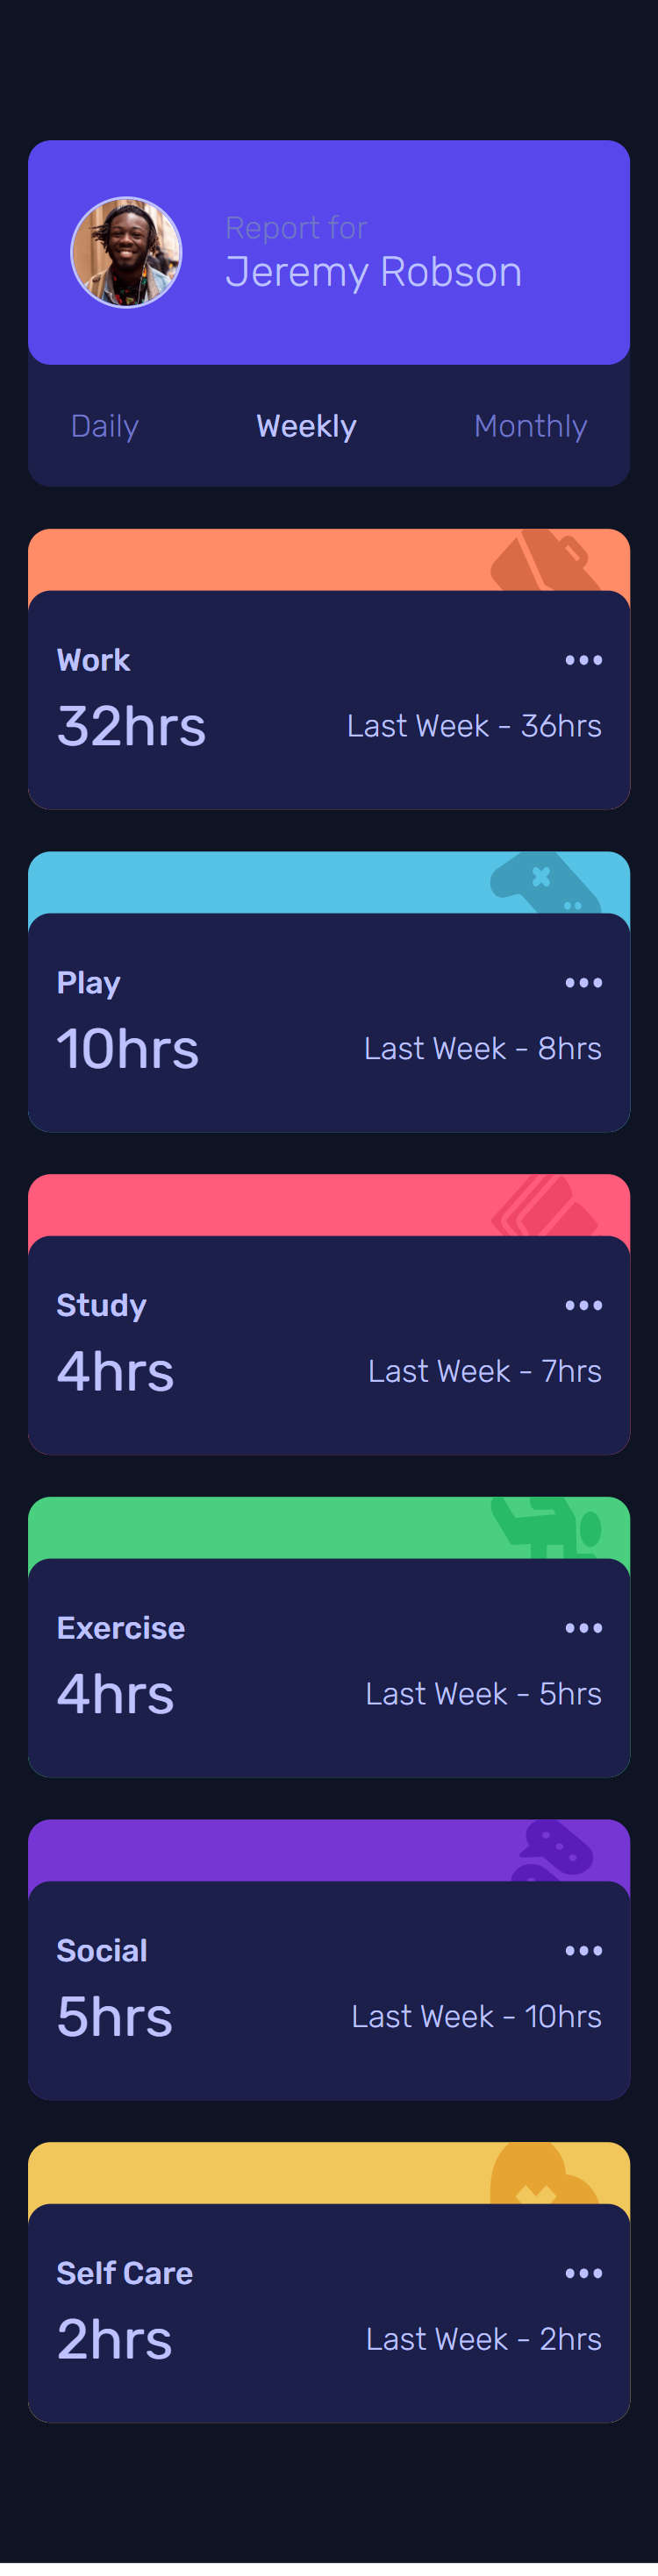 Report for
Jeremy Robson
Daily Weekly Monthly
Work
32hrs Last Week - 36hrs
Play
10hrs Last Week - 8hrs
Study
4hrs Last Week - 7hrs
Exercise
4hrs Last Week - 5hrs
Social
5hrs Last Week - 10hrs
Self Care
2hrs Last Week - 2hrs